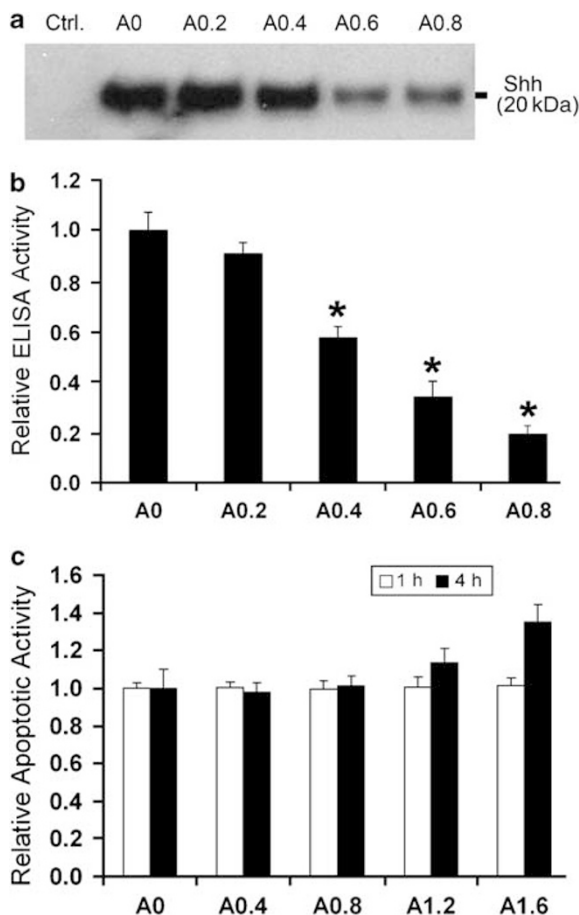 a Ctrl. A0 A0.2 A0.4 A0.6 A0.8
Shh
(20 kDa)
b
Relative ELISA Activity
1.2
1.0
0.8
0.6
0.4
0.2
0.0
*
*
*
A0 A0.2 A0.4 A0.6 A0.8
c
Relative Apoptotic Activity
1 h 4 h
1.6
1.4
1.2
1.0
0.8
0.6
0.4
0.2
0.0
A0 A0.4 A0.8 A1.2 A1.6